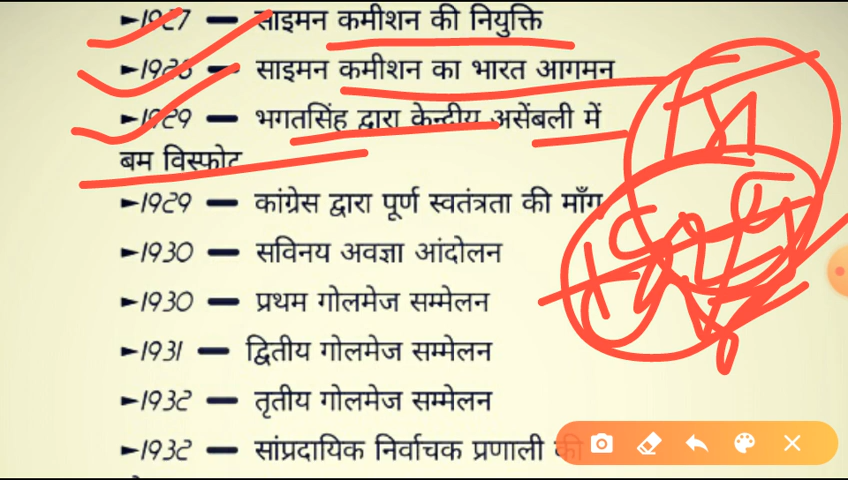 ►1927 — साइमन कमीशन की नियुक्ति
►1928 — साइमन कमीशन का भारत आगमन
►1929 — भगतसिंह द्वारा केन्द्रीय असेंबली में
बम विस्फोट
►1929 — कांग्रेस द्वारा पूर्ण स्वतंत्रता की माँग
►1930 — सविनय अवज्ञा आंदोलन
►1930 — प्रथम गोलमेज सम्मेलन
►1931 — द्वितीय गोलमेज सम्मेलन
►1932 — तृतीय गोलमेज सम्मेलन
►1932 — सांप्रदायिक निर्वाचक प्रणाली की